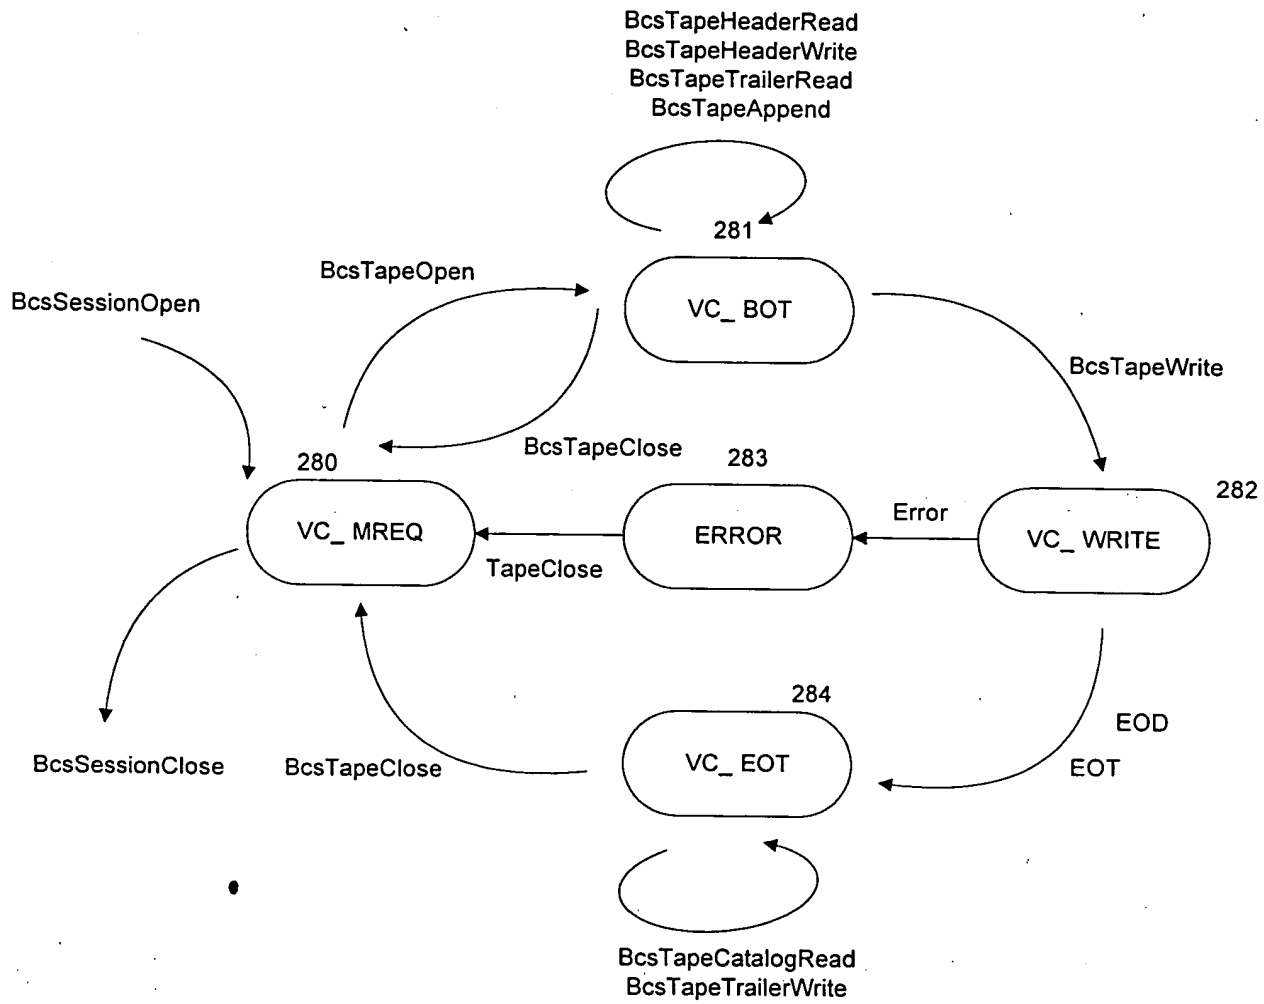 BcsTapeHeaderRead
BcsTapeHeaderWrite
BcsTapeTrailerRead
BcsTapeAppend
281
BcsTapeOpen
BcsSessionOpen
VC_ BOT
BcsTapeWrite
BcsTapeClose
280
283
282
VC_ MREQ
TapeClose
ERROR
Error
VC_ WRITE
284
EOD
EOT
VC_ EOT
BcsSessionClose
BcsTapeClose
BcsTapeCatalogRead
BcsTapeTrailerWrite